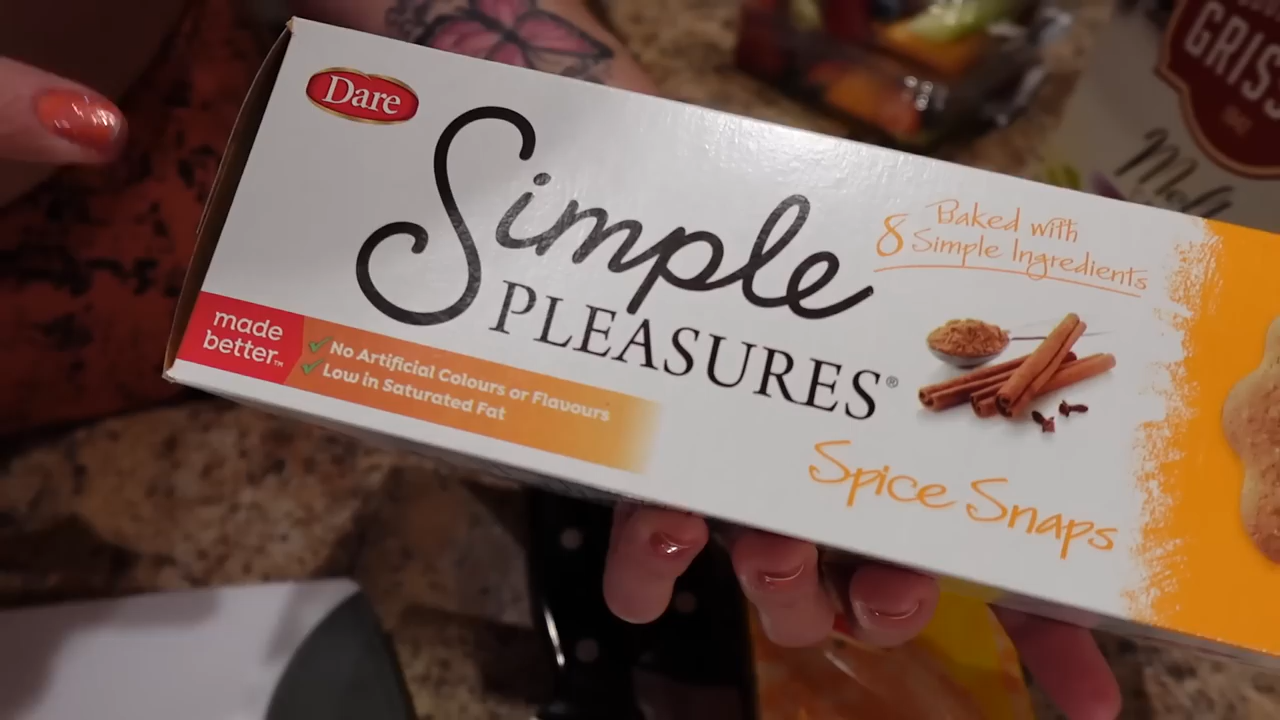 Dare
Simple
PLEASURES®
8 Baked with
Simple Ingredients
made
better™
No Artificial Colours or Flavours
Low in Saturated Fat
Spice Snaps
GRIS